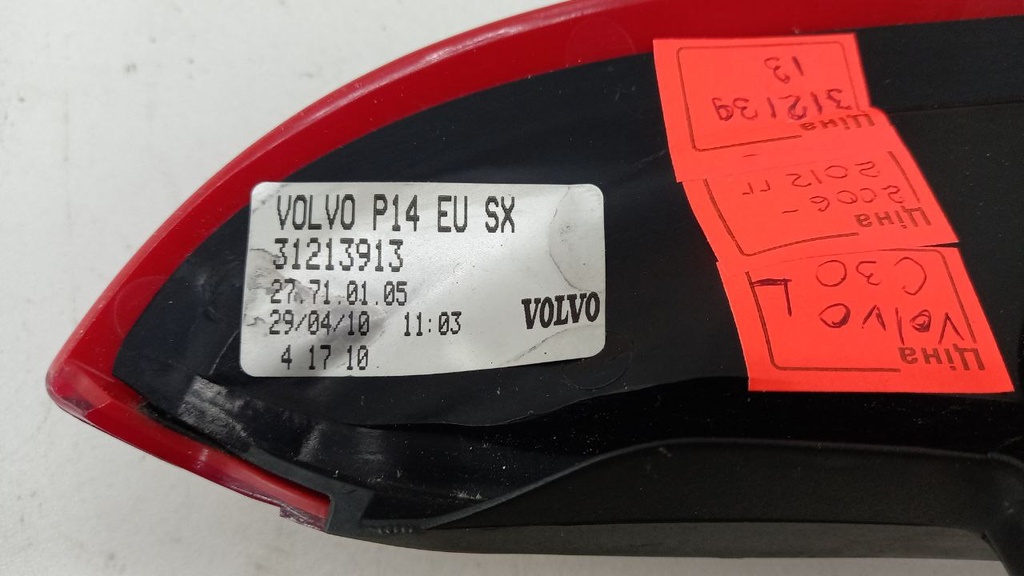 VOLVO P14 EU SX
31213913
27.71.01.05
29/04/10 11:03
4 17 10
VOLVO
Ціна
Volvo L
C30
Ціна
2006 -
2012 гг
Ціна
312139
13